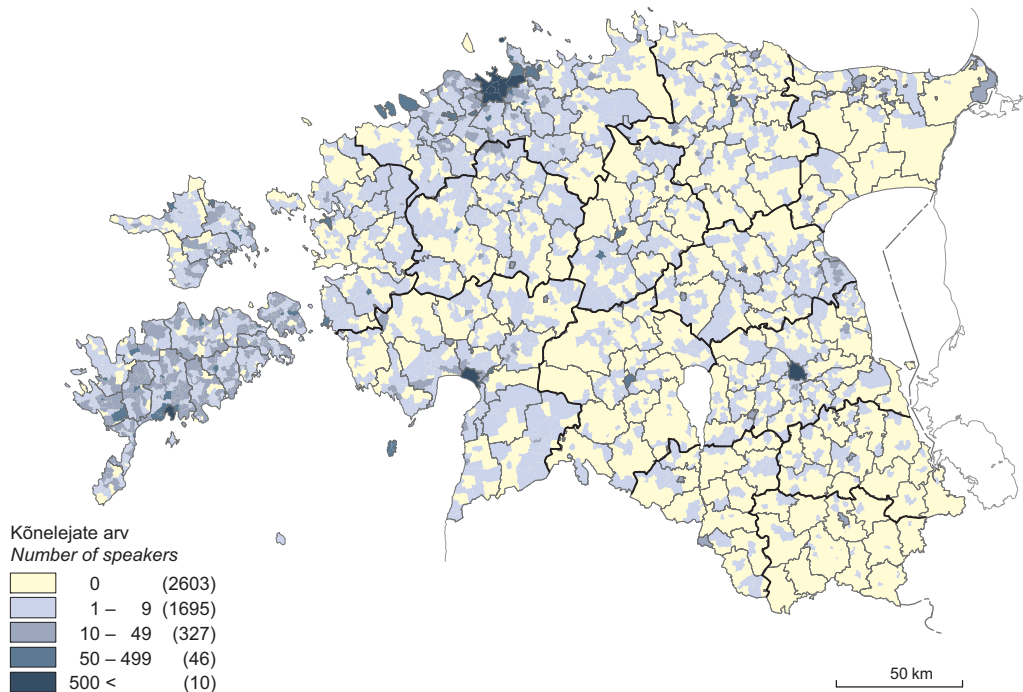 Kõnelejate arv
Number of speakers
0 (2603)
1 – 9 (1695)
10 – 49 (327)
50 – 499 (46)
500 < (10)
50 km